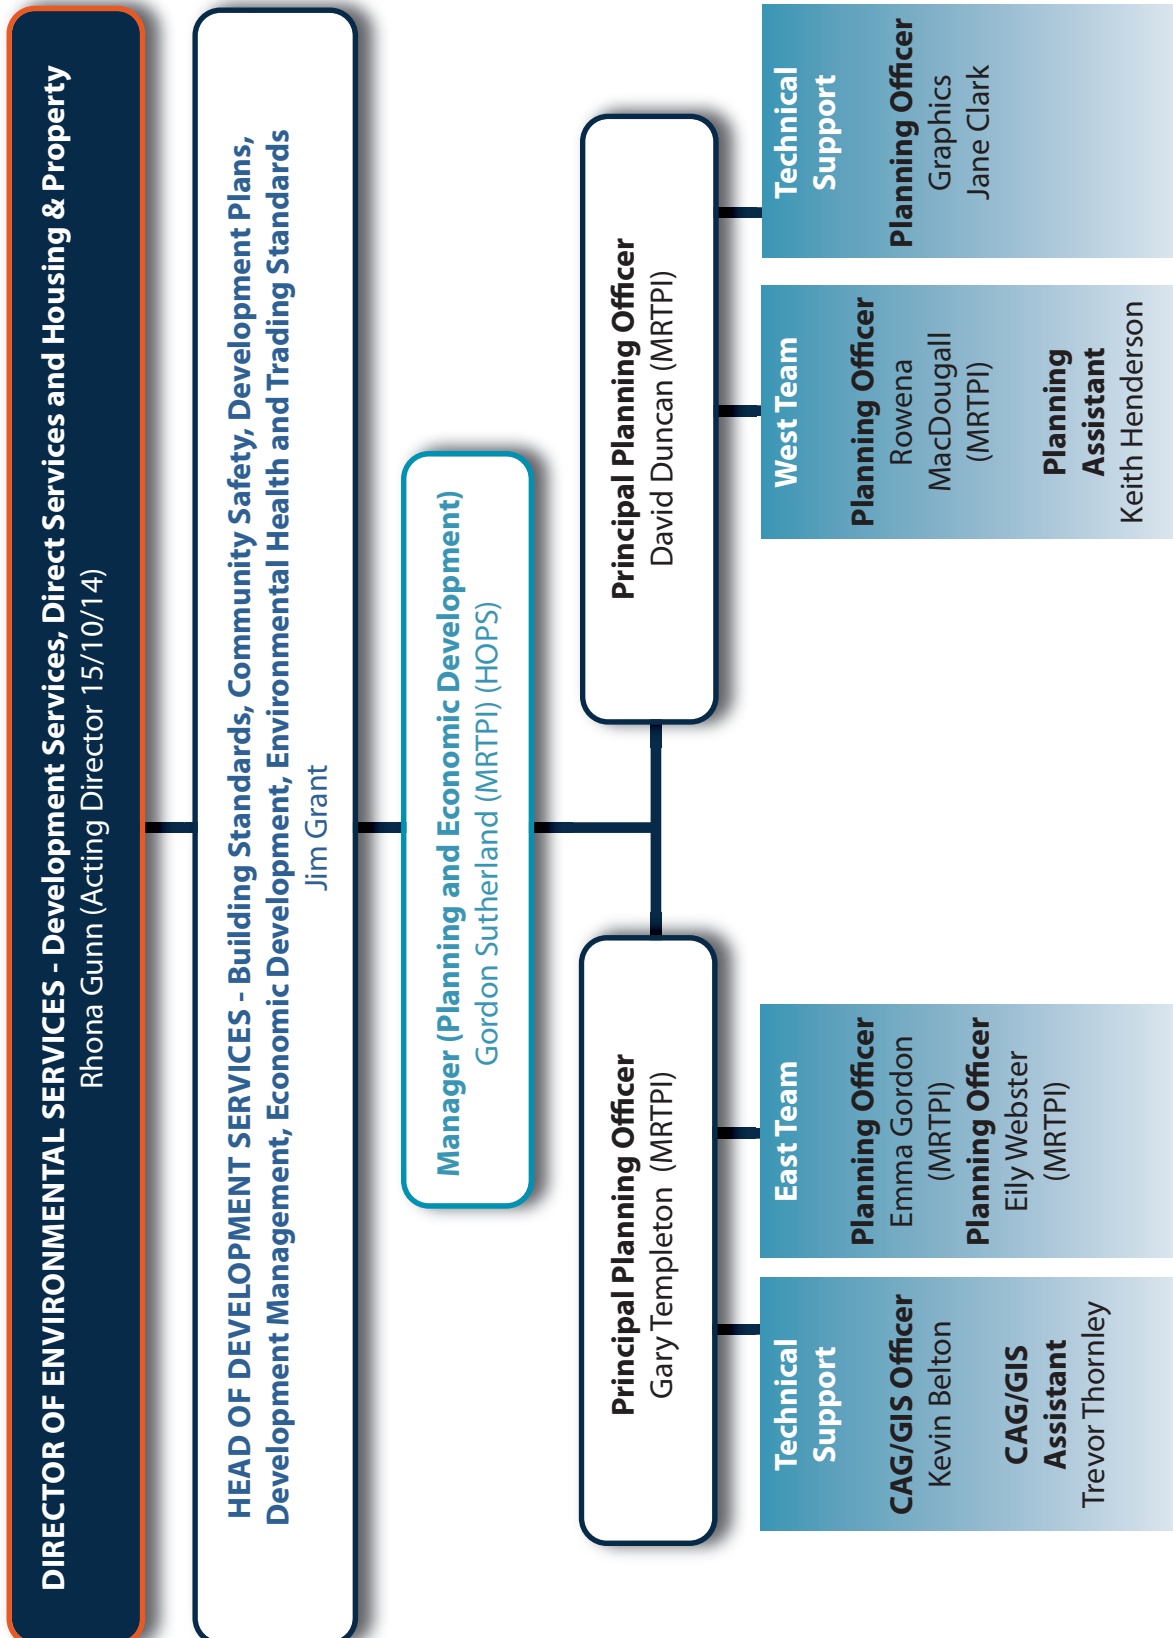 DIRECTOR OF ENVIRONMENTAL SERVICES - Development Services, Direct Services and Housing & Property
Rhona Gunn (Acting Director 15/10/14)
HEAD OF DEVELOPMENT SERVICES - Building Standards, Community Safety, Development Plans,
Development Management, Economic Development, Environmental Health and Trading Standards
Jim Grant
Manager (Planning and Economic Development)
Gordon Sutherland (MRTPI) (HOPS)
Principal Planning Officer
Gary Templeton (MRTPI)
Principal Planning Officer
David Duncan (MRTPI)
Technical
Support
CAG/GIS Officer
Kevin Belton
CAG/GIS
Assistant
Trevor Thornley
East Team
Planning Officer
Emma Gordon
(MRTPI)
Planning Officer
Eily Webster
(MRTPI)
West Team
Planning Officer
Rowena
MacDougall
(MRTPI)
Planning
Assistant
Keith Henderson
Technical
Support
Planning Officer
Graphics
Jane Clark